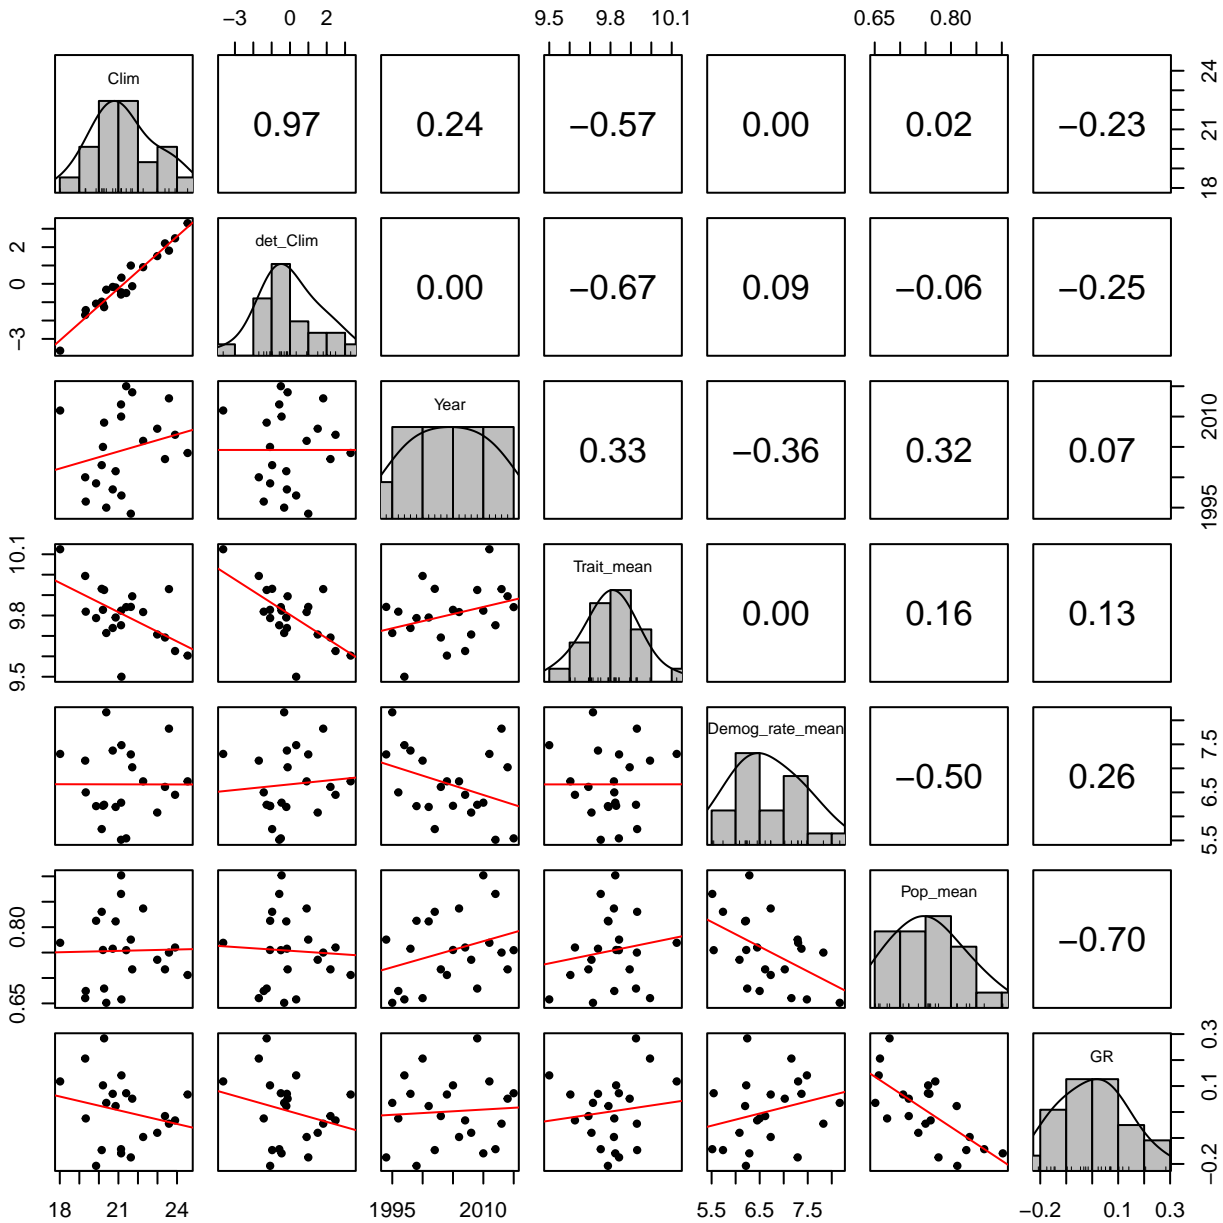 −3 0 2 9.5 9.8 10.1 0.65 0.80
Clim 0.97 0.24 −0.57 0.00 0.02 −0.23 18 21 24
−3 0 2 det_Clim 0.00 −0.67 0.09 −0.06 −0.25
Year 0.33 −0.36 0.32 0.07 1995 2010
9.5 9.8 10.1 Trait_mean 0.00 0.16 0.13
Demog_rate_mean −0.50 0.26 5.5 6.5 7.5
0.65 0.80 Pop_mean −0.70
GR −0.2 0.1 0.3
18 21 24 1995 2010 5.5 6.5 7.5 −0.2 0.1 0.3